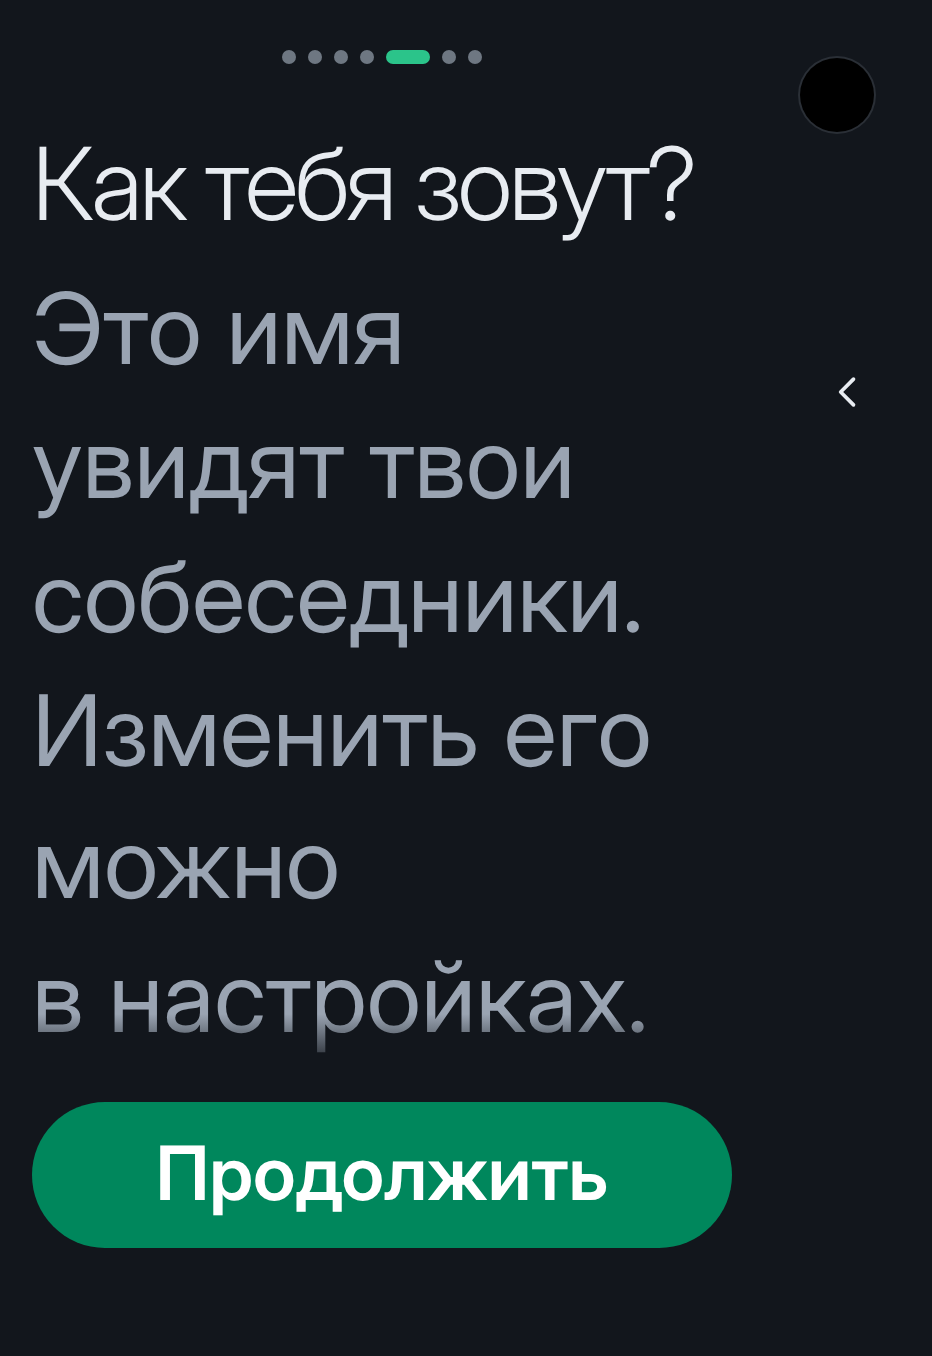 Как тебя зовут?
Это имя
увидят твои
собеседники.
Изменить его
можно
в настройках.
Продолжить